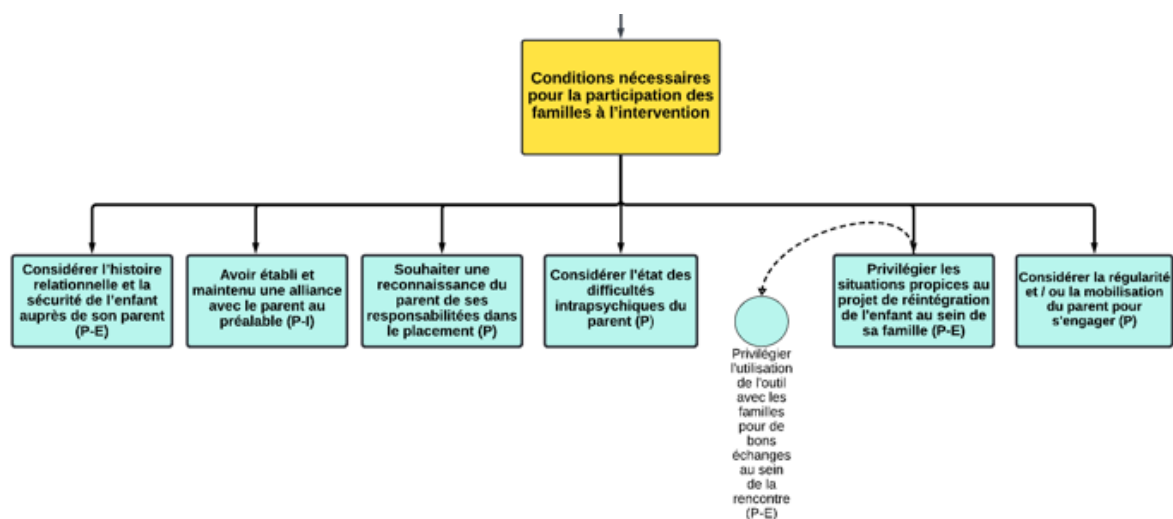 Conditions nécessaires
pour la participation des
familles à l'intervention
Considérer l'histoire
relationnelle et la
sécurité de l'enfant
auprès de son parent
(P-E)
Avoir établi et
maintenu une alliance
avec le parent au
préalable (P-I)
Souhaiter une
reconnaissance du
parent de ses
responsabilitées dans
le placement (P)
Considérer l'état des
difficultés
intrapsychiques du
parent (P)
Privilégier
l'utilisation
de l'outil
avec les
familles
pour de
bons
échanges
au sein
de la
rencontre
(P-E)
Privilégier les
situations propices au
projet de réintégration
de l'enfant au sein de
sa famille (P-E)
Considérer la régularité
et / ou la mobilisation
du parent pour
s'engager (P)